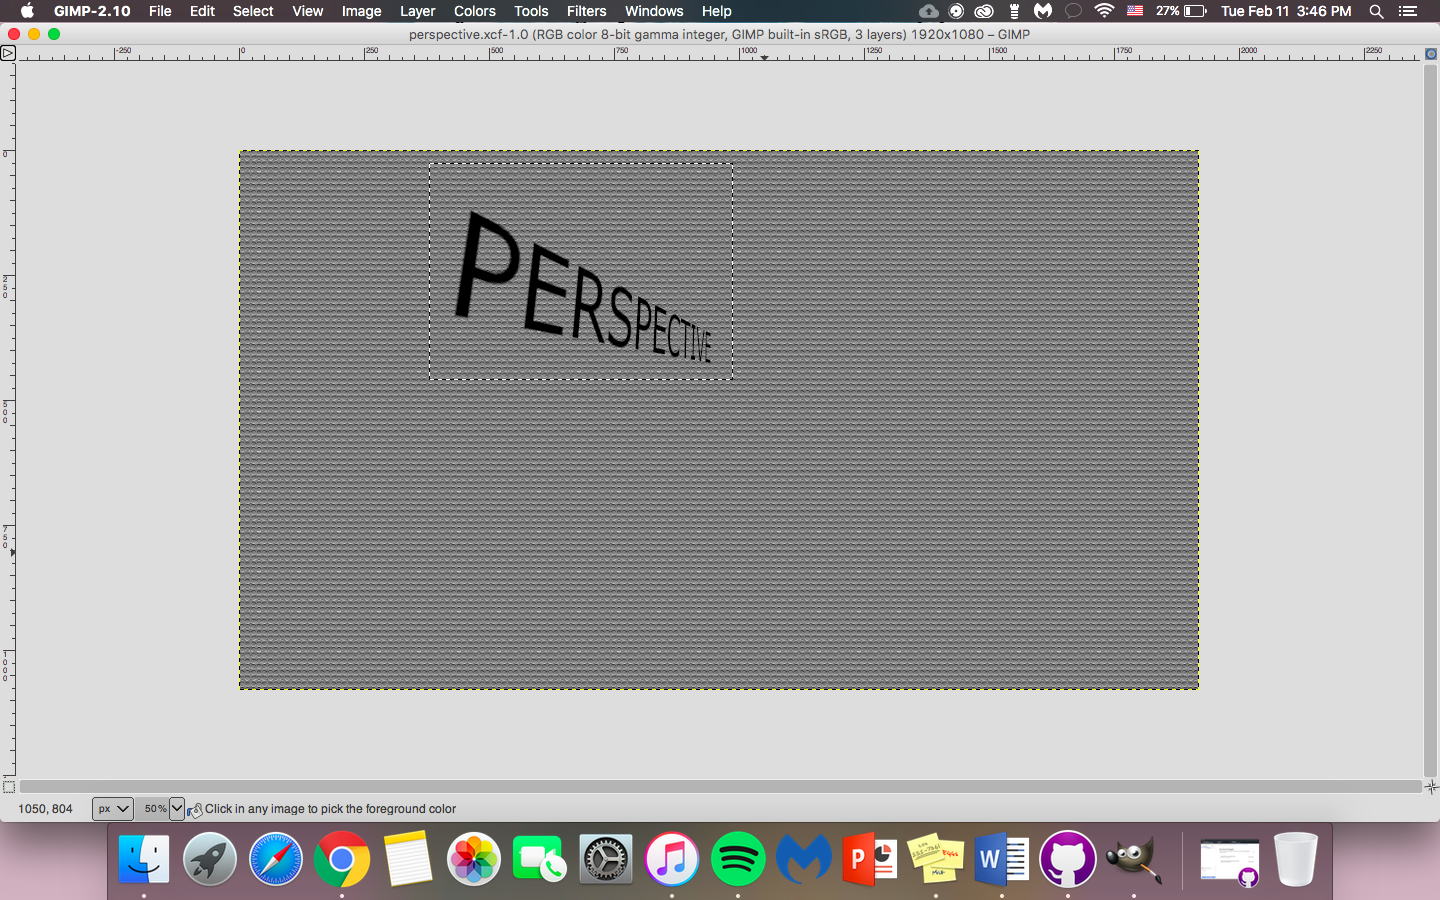 GIMP-2.10 File Edit Select View Image Layer Colors Tools Filters Windows Help 27% Tue Feb 11 3:46 PM
perspective.xcf-1.0 (RGB color 8-bit gamma integer, GIMP built-in sRGB, 3 layers) 1920x1080 – GIMP
-250 0 250 500 750 1000 1250 1500 1750 2000 2250
0
250
500
750
1000
PERSPECTIVE
1050, 804 px 50% Click in any image to pick the foreground color
P
EGGS
MILK
W